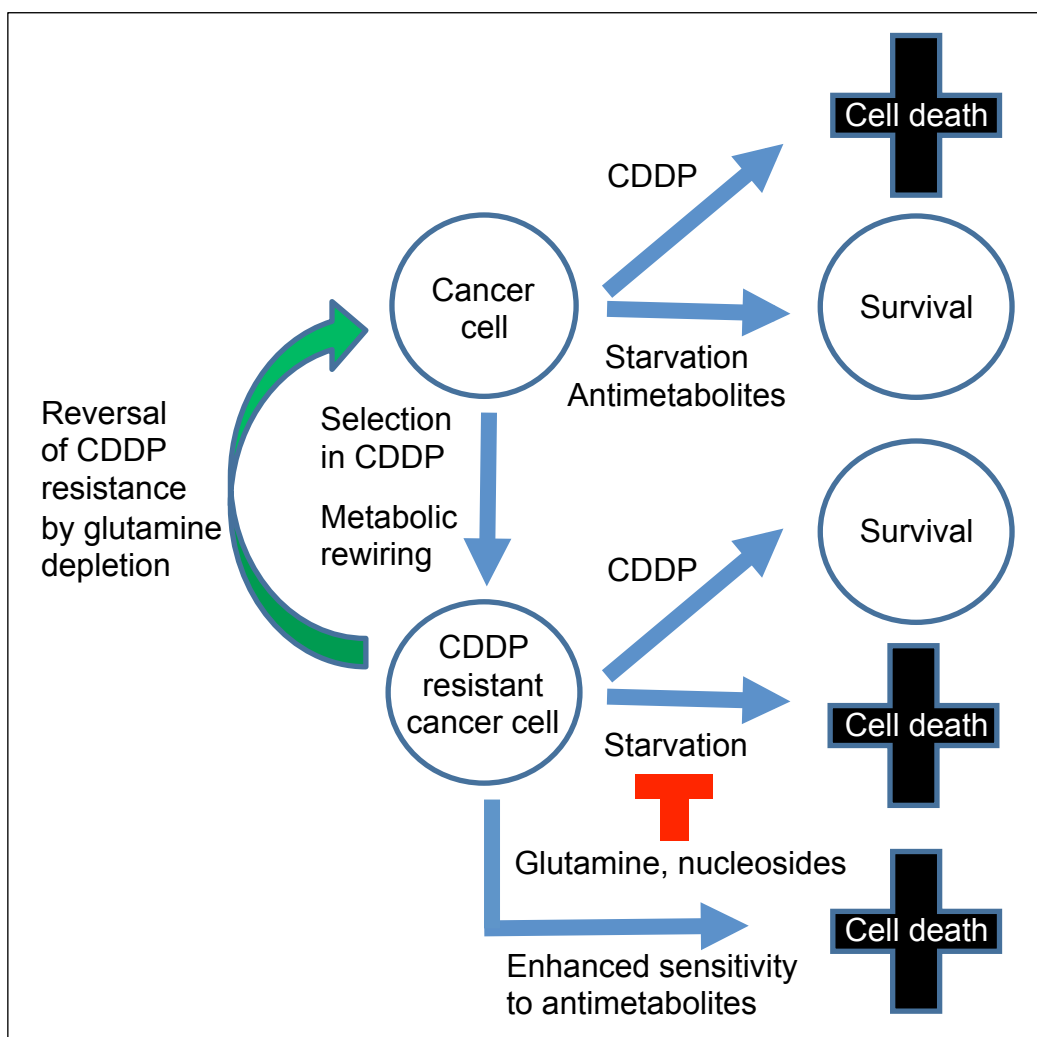 Cell death
CDDP
Cancer
cell
Survival
Starvation
Antimetabolites
Reversal
of CDDP
resistance
by glutamine
depletion
Selection
in CDDP
Metabolic
rewiring
CDDP
Survival
CDDP
resistant
cancer cell
Starvation
Cell death
Glutamine, nucleosides
Cell death
Enhanced sensitivity
to antimetabolites